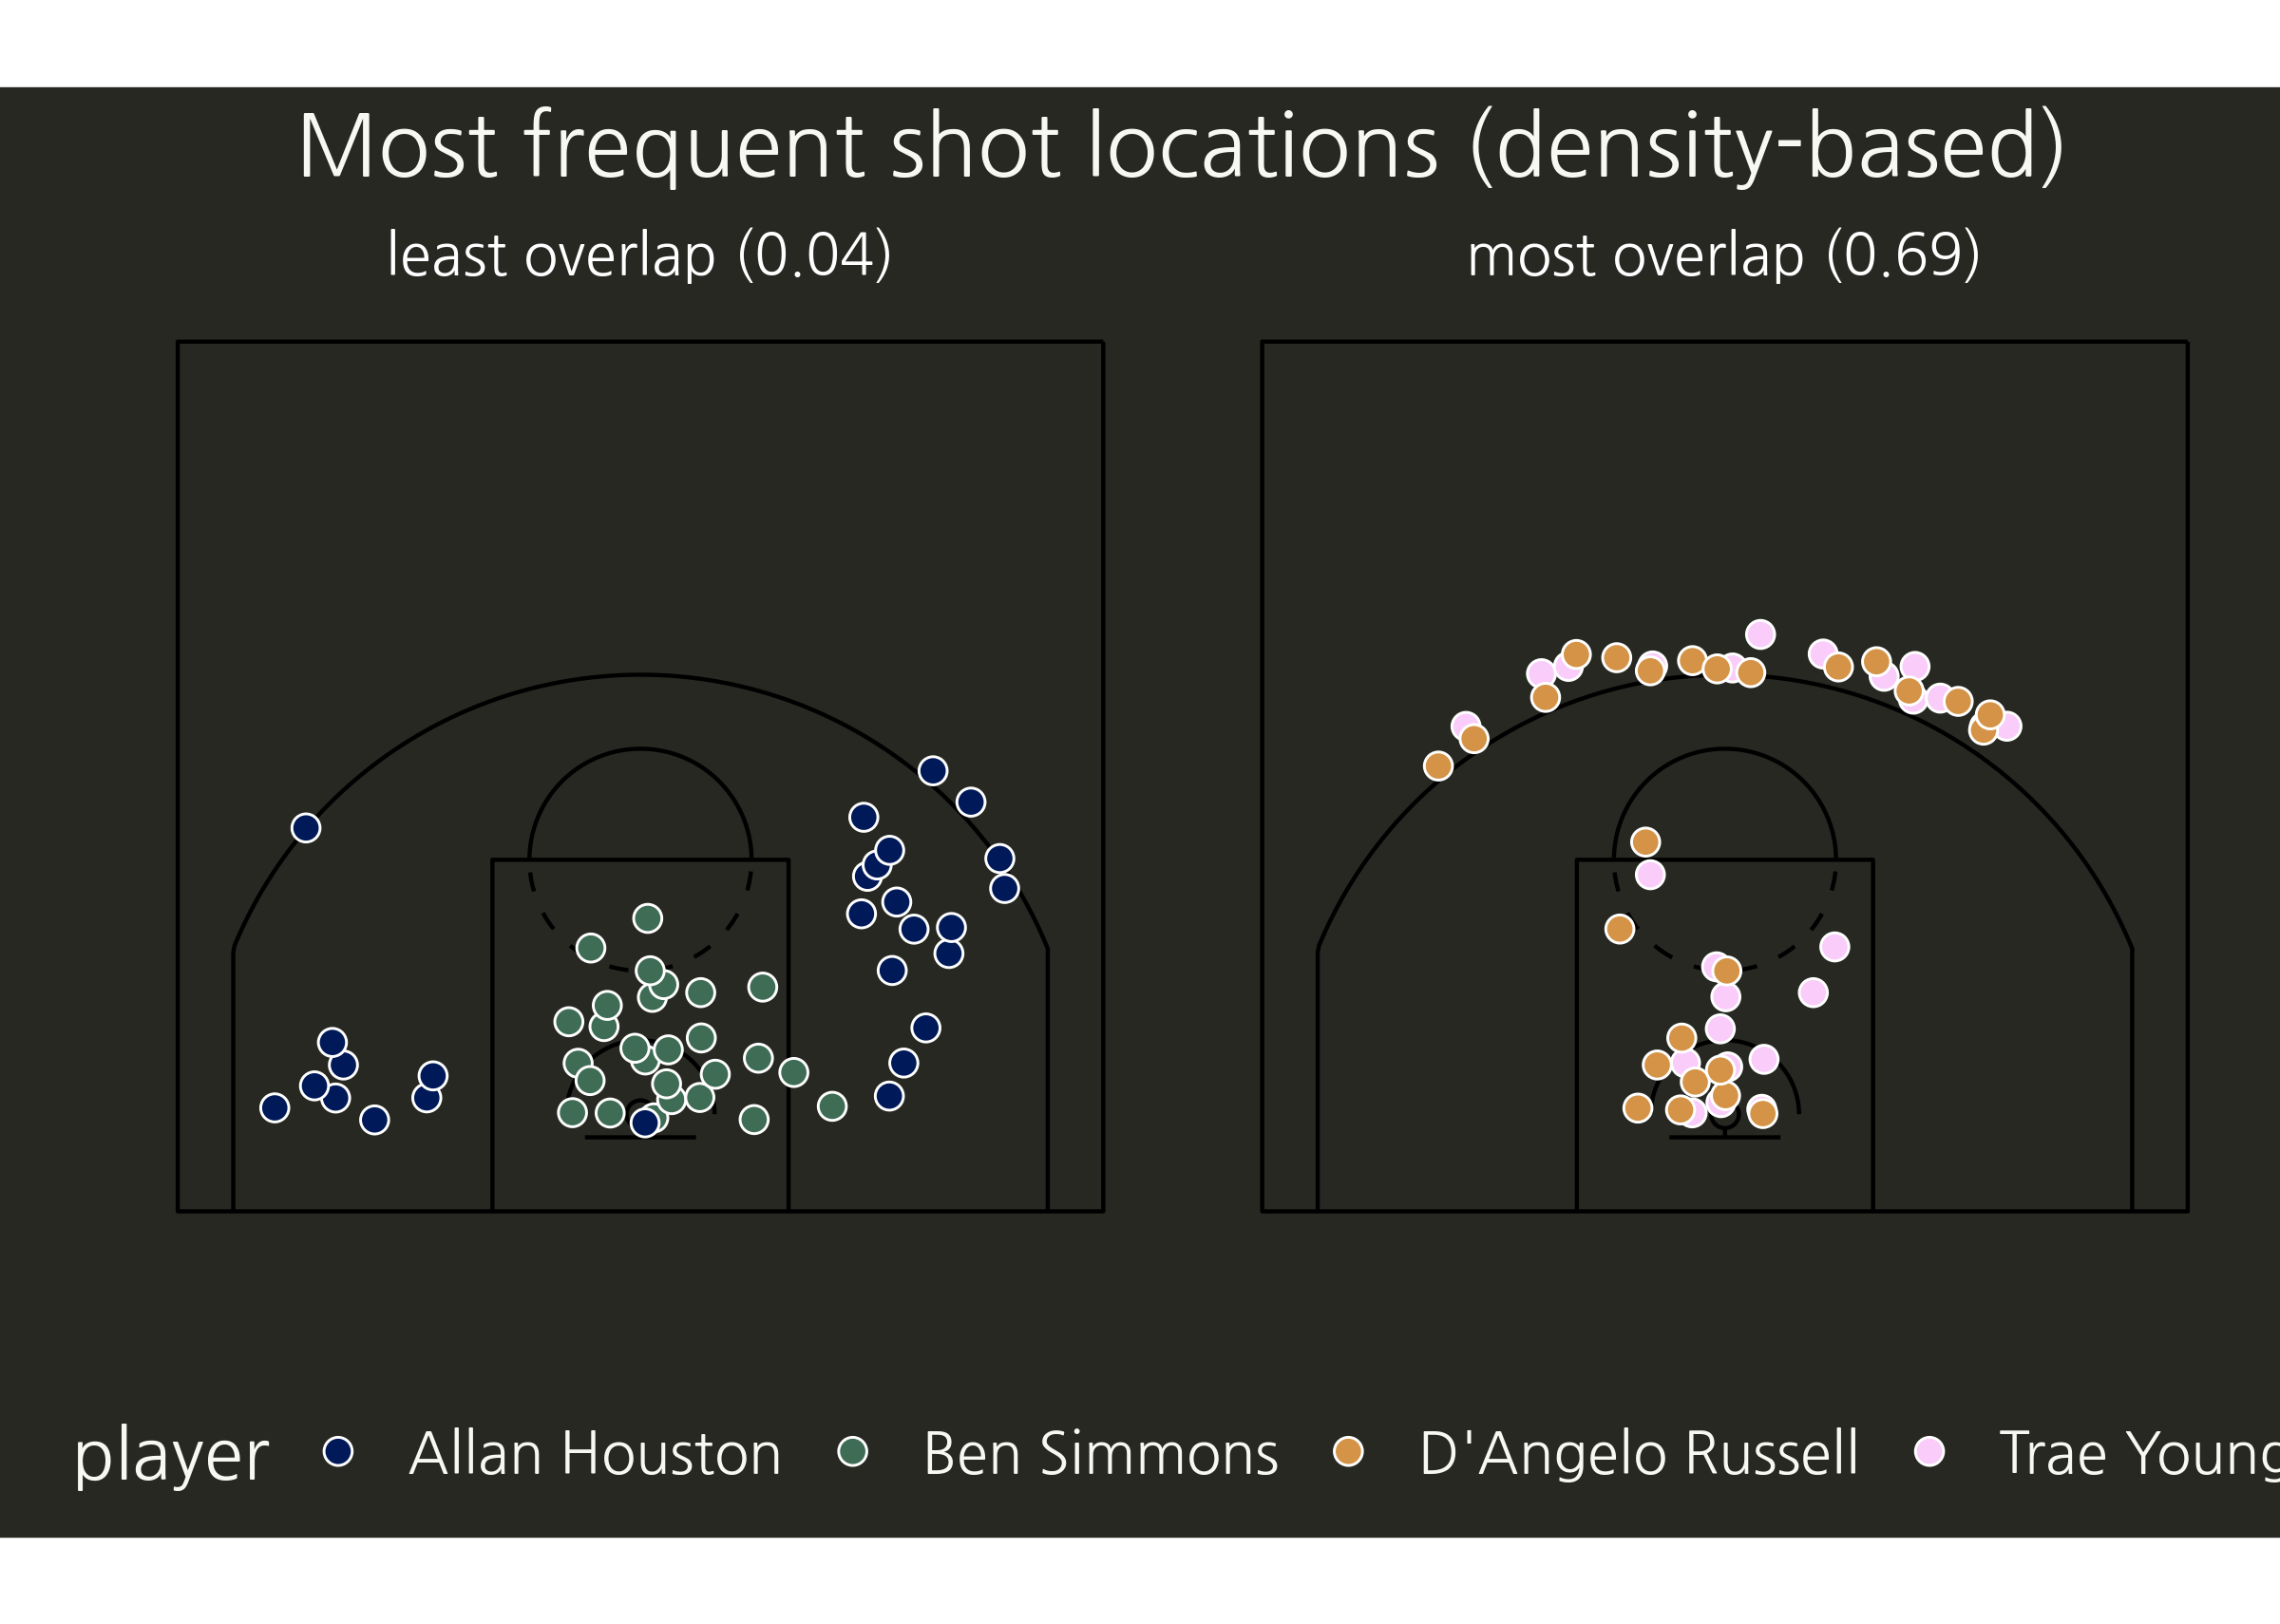 Most frequent shot locations (density-based)
least overlap (0.04)
most overlap (0.69)
player
Allan Houston
Ben Simmons
D'Angelo Russell
Trae Young